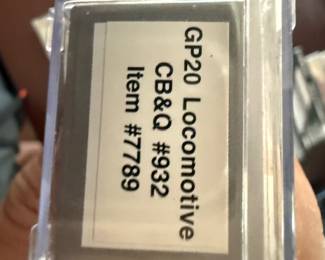 GP20 Locomotive
CB&Q #932
Item #7789